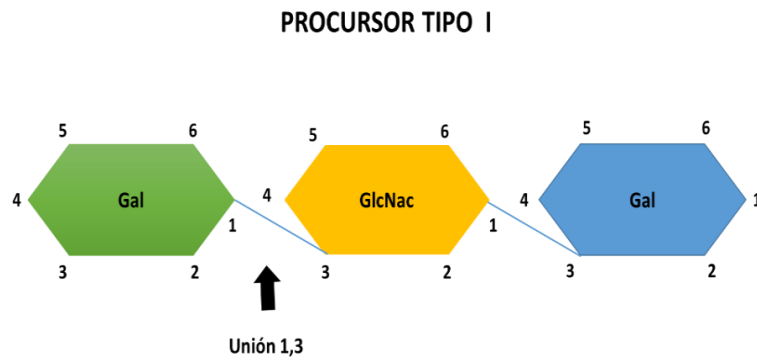 PROCURSOR TIPO I
5 6 5 6 5 6
4 Gal 1 4 GlcNac 1 4 Gal 1
3 2 3 2 3 2
Unión 1,3